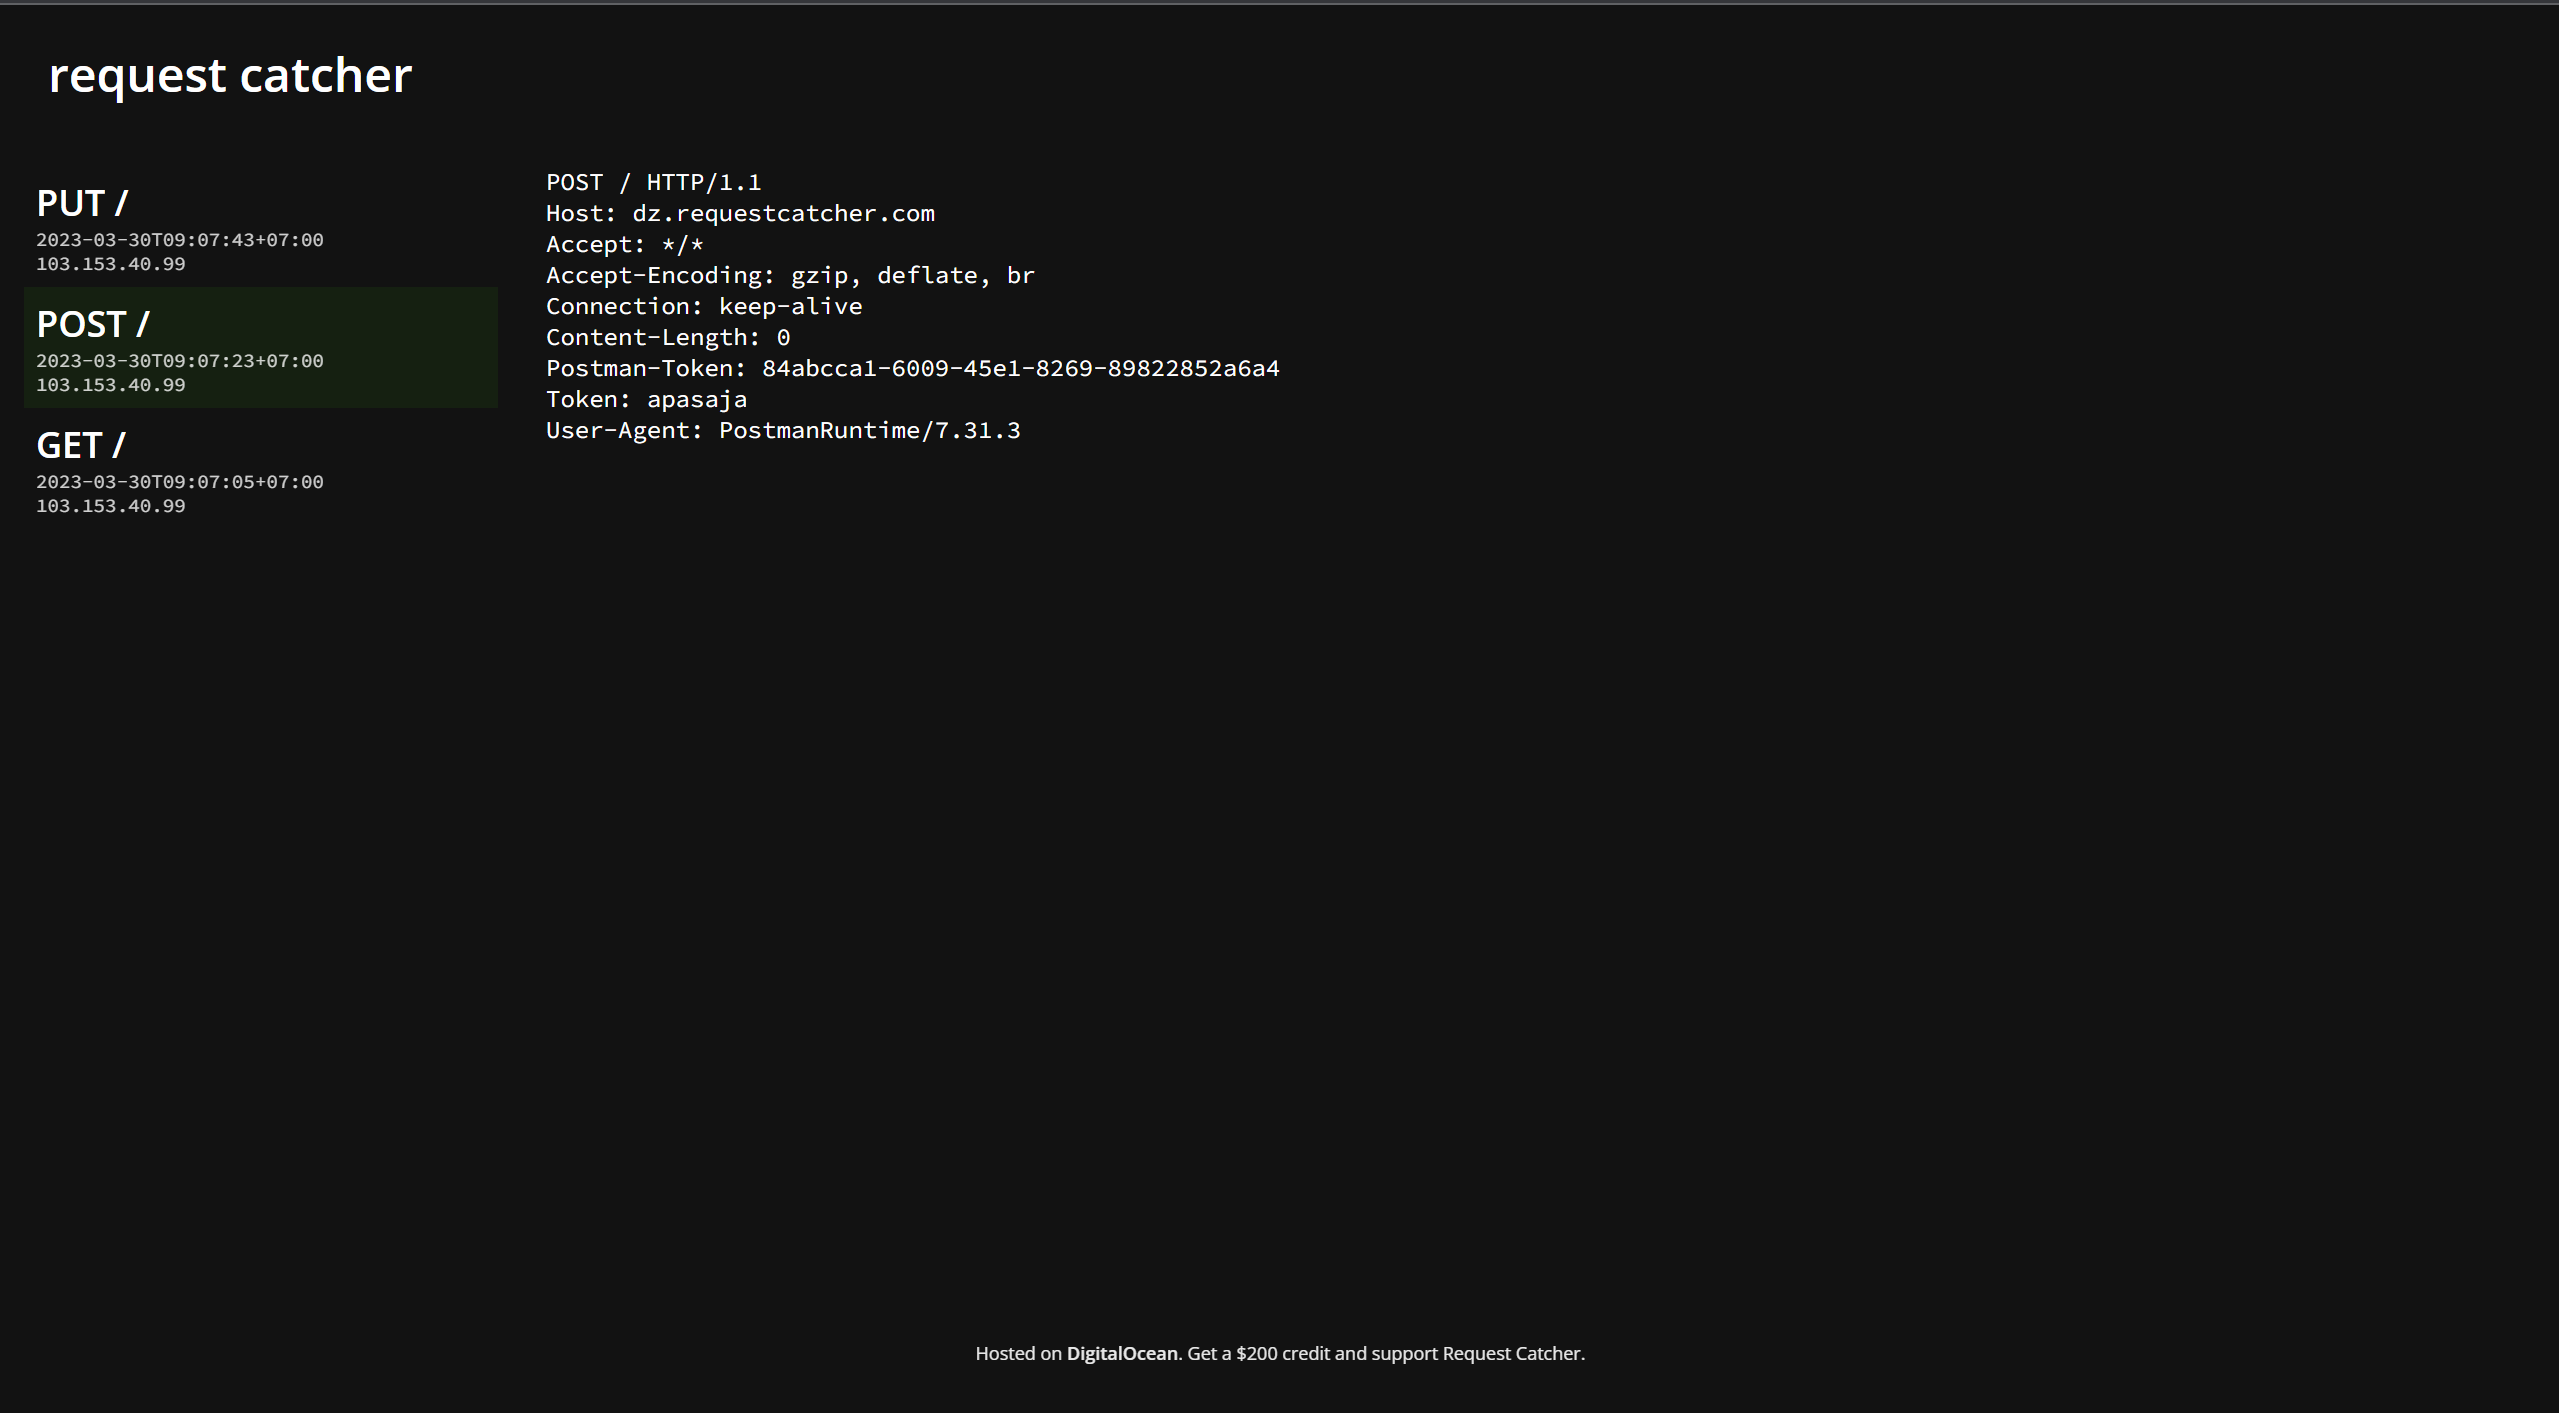 request catcher
PUT /
2023-03-30T09:07:43+07:00
103.153.40.99
POST /
2023-03-30T09:07:23+07:00
103.153.40.99
GET /
2023-03-30T09:07:05+07:00
103.153.40.99
POST / HTTP/1.1
Host: dz.requestcatcher.com
Accept: */*
Accept-Encoding: gzip, deflate, br
Connection: keep-alive
Content-Length: 0
Postman-Token: 84abcca1-6009-45e1-8269-89822852a6a4
Token: apasaja
User-Agent: PostmanRuntime/7.31.3
Hosted on DigitalOcean. Get a $200 credit and support Request Catcher.